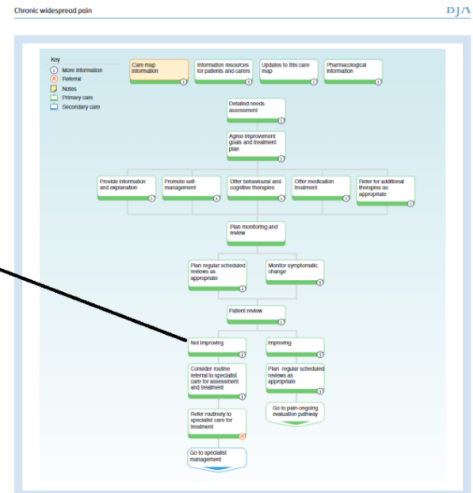 Chronic widespread pain
BJA
Key
More information
Referral
Notes
Primary care
Secondary care
Care map
information
Information resources
for patients and carers
Updates to this care
map
Pharmacological
information
Detailed needs
assessment
Agree improvement
goals and treatment
plan
Provide information
and explanation
Promote self-
management
Offer behavioural and
cognitive therapies
Offer medication
treatment
Refer for additional
therapies as
appropriate
Plan monitoring and
review
Plan regular scheduled
reviews as
appropriate
Monitor symptomatic
change
Patient review
Not improving
Improving
Consider routine
referral to specialist
care for assessment
and treatment
Plan regular scheduled
reviews as
appropriate
Refer routinely to
specialist care for
treatment
Go to pain ongoing
evaluation pathway
Go to specialist
management